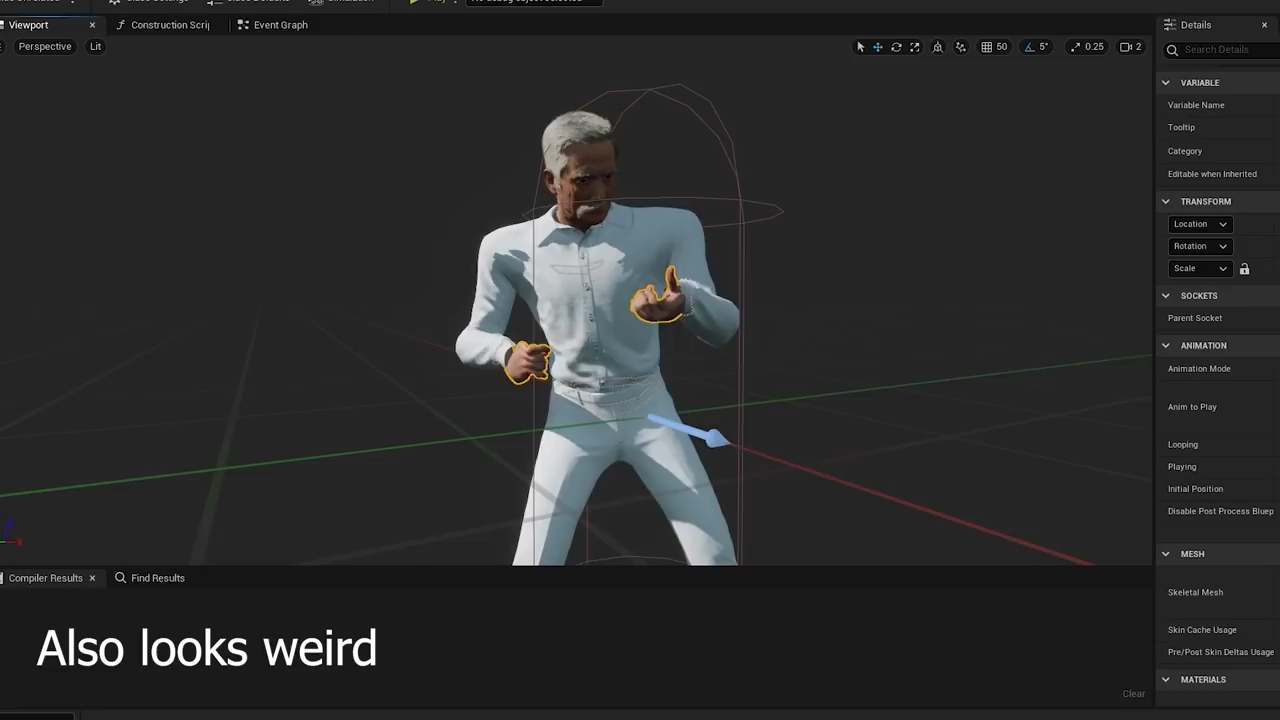 Viewport
Construction Scrip
Event Graph
Perspective
Lit
50
5°
0.25
2
Details
Search Details
VARIABLE
Variable Name
Tooltip
Category
Editable when Inherited
TRANSFORM
Location
Rotation
Scale
SOCKETS
Parent Socket
ANIMATION
Animation Mode
Anim to Play
Looping
Playing
Initial Position
Disable Post Process Bluep
MESH
Skeletal Mesh
Skin Cache Usage
Pre/Post Skin Deltas Usage
MATERIALS
Compiler Results
Find Results
Also looks weird
Clear
X